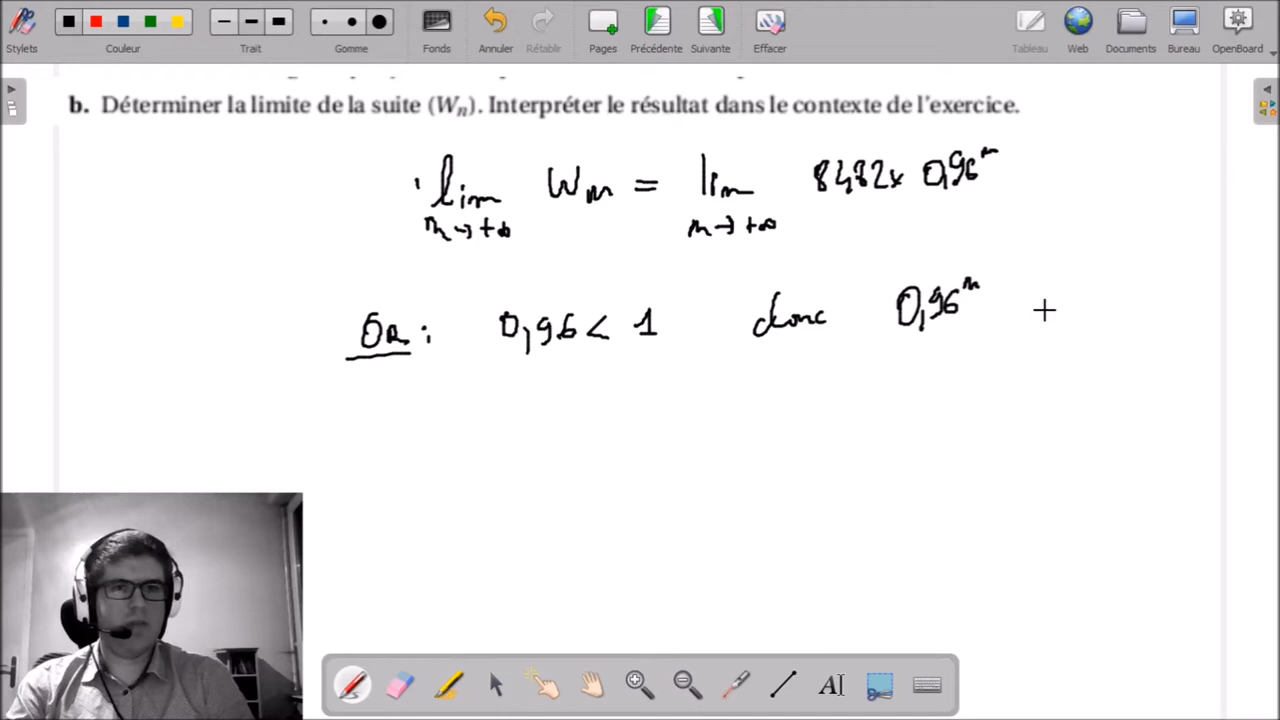 Stylets Couleur Trait Gomme Fonds Annuler Rétablir Pages Précédente Suivante Effacer Tableau Web Documents Bureau OpenBoard
b. Déterminer la limite de la suite (Wn). Interpréter le résultat dans le contexte de l'exercice.
lim Wn = lim 8482 x 0,96^n
n → +∞ n → +∞
OR : 0,96 < 1 donc 0,96^n